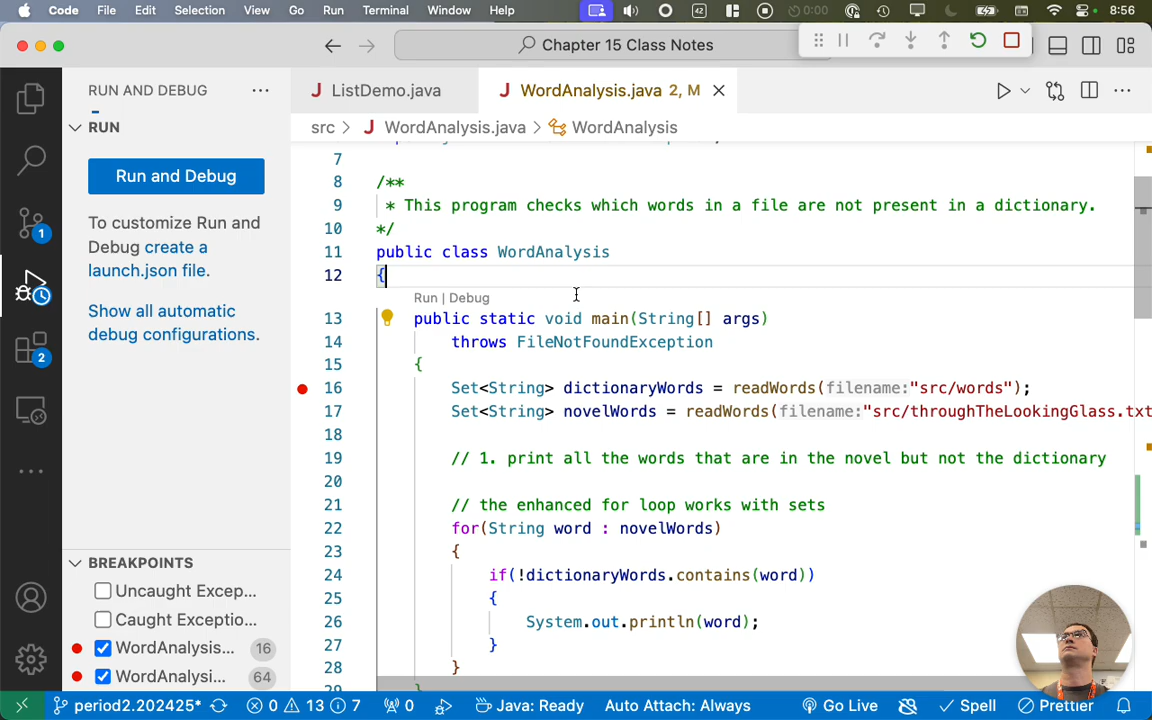 Code File Edit Selection View Go Run Terminal Window Help 42 0:00 8:56
Chapter 15 Class Notes
RUN AND DEBUG ...
J ListDemo.java J WordAnalysis.java 2, M
src > J WordAnalysis.java > WordAnalysis
RUN
Run and Debug
To customize Run and
Debug create a
launch.json file.
Show all automatic
debug configurations.
1
2
7
8 /**
9 * This program checks which words in a file are not present in a dictionary.
10 */
11 public class WordAnalysis
12 {
Run | Debug
13 public static void main(String[] args)
14 throws FileNotFoundException
15 {
16 Set<String> dictionaryWords = readWords(filename:"src/words");
17 Set<String> novelWords = readWords(filename:"src/throughTheLookingGlass.txt
18
19 // 1. print all the words that are in the novel but not the dictionary
20
21 // the enhanced for loop works with sets
22 for(String word : novelWords)
23 {
24 if(!dictionaryWords.contains(word))
25 {
26 System.out.println(word);
27 }
28 }
29 }
BREAKPOINTS
Uncaught Excep...
Caught Exceptio...
WordAnalysis... 16
WordAnalysi... 64
period2.202425* 0 13 7 0 Java: Ready Auto Attach: Always Go Live Spell Prettier